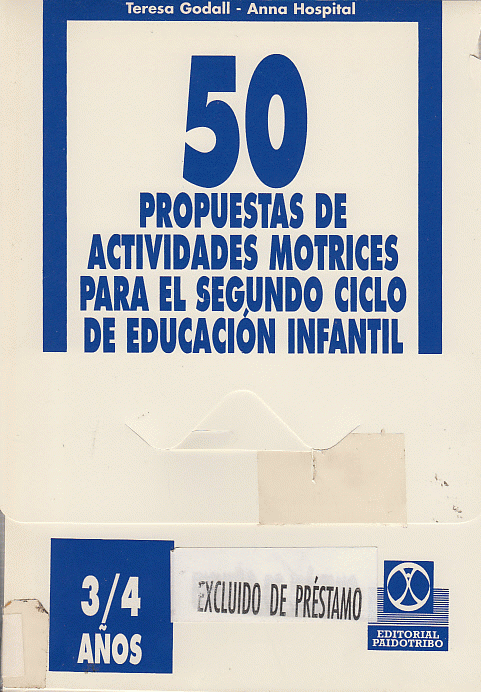 Teresa Godall - Anna Hospital
50
PROPUESTAS DE
ACTIVIDADES MOTRICES
PARA EL SEGUNDO CICLO
DE EDUCACIÓN INFANTIL
3/4
AÑOS
EXCLUIDO DE PRÉSTAMO
EDITORIAL
PAIDOTRIBO